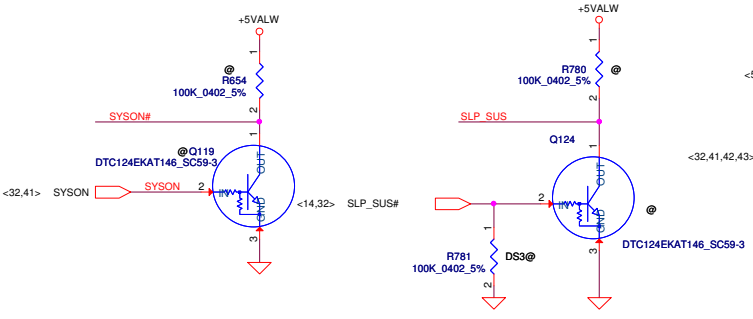 +5VALW
1
@
R654
100K_0402_5%
2
SYSON#
1
@Q119
DTC124EKAT146_SC59-3
OUT
<32,41>
SYSON
SYSON
2
IN
GND
3
+5VALW
1
R780
@
100K_0402_5%
2
SLP_SUS
1
Q124
OUT
<14,32>
SLP_SUS#
2
IN
GND
@
3
DTC124EKAT146_SC59-3
1
R781
DS3@
100K_0402_5%
2
<32,41,42,43>